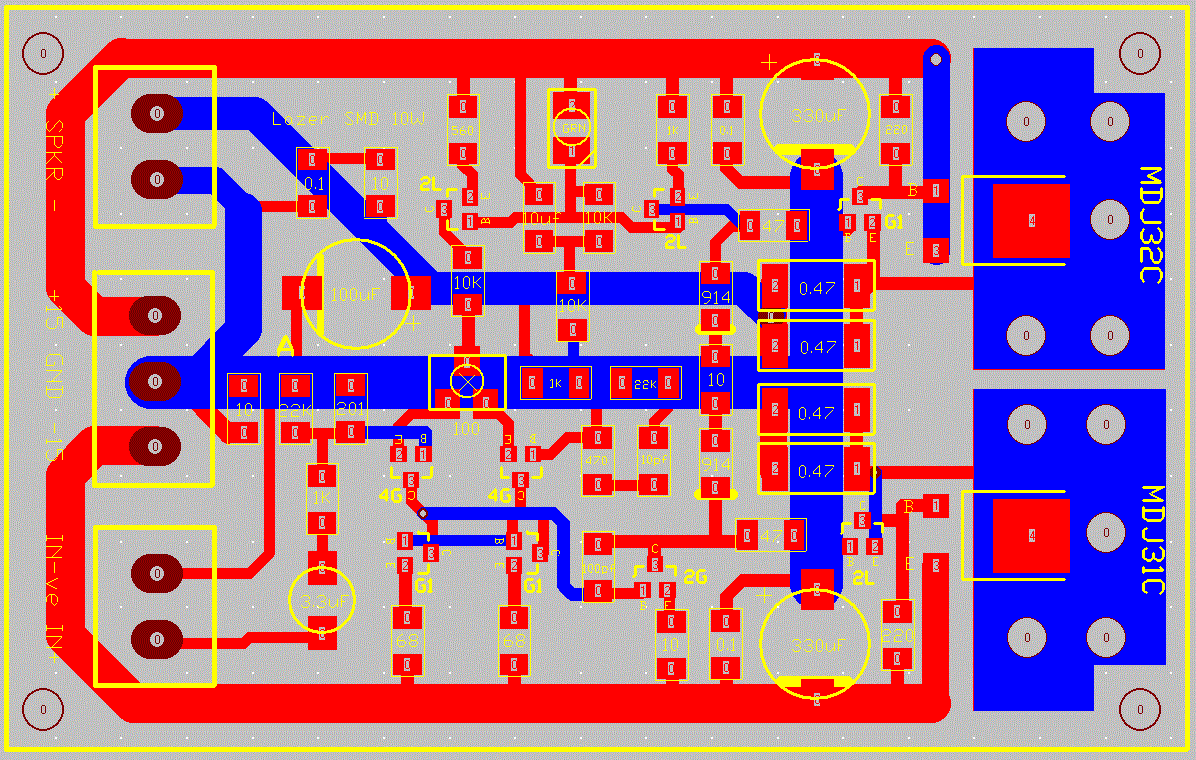 Lazer SMD 10W
SPKR -
+
0.1
10
100uF
+
560
GRN
2L
10uF
10K
1K
0.1
2L
+
330uF
220
47
G1
B
E
C
MDJ32C
10K
10K
914
0.47
0.47
0.47
0.47
+15 GND -15
A
10
22K
201
100
1K
22K
10
914
4G
4G
470
10pf
1K
3.3uF
IN-ve IN+
G1
G1
68
68
100pf
2G
10
0.1
47
2L
+
330uF
220
B
E
MDJ31C